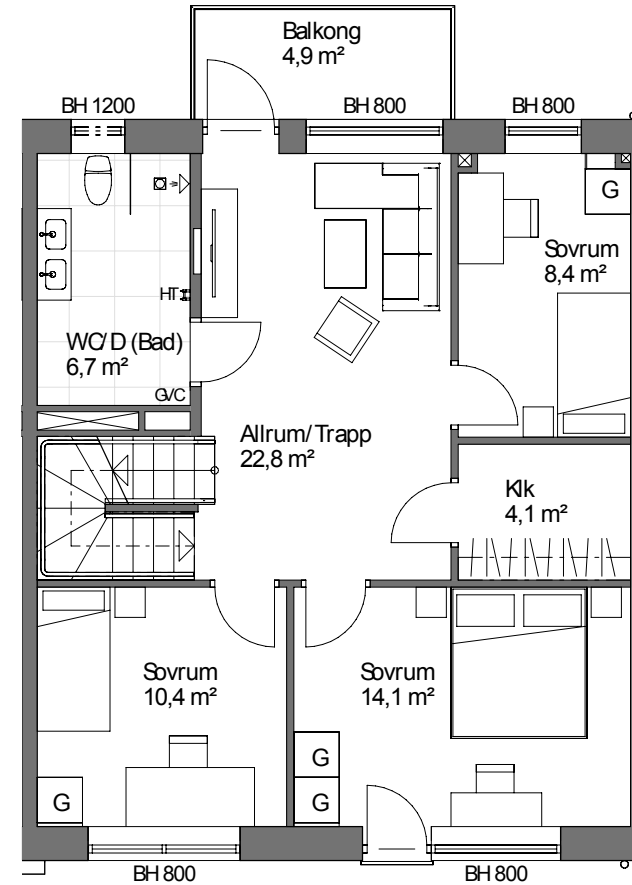 Balkong
4,9 m²
BH 1200
BH 800
BH 800
G
Sovrum
8,4 m²
HT
WC/D (Bad)
6,7 m²
GVC
Allrum/Trapp
22,8 m²
Klk
4,1 m²
Sovrum
10,4 m²
Sovrum
14,1 m²
G
G
G
BH 800
BH 800